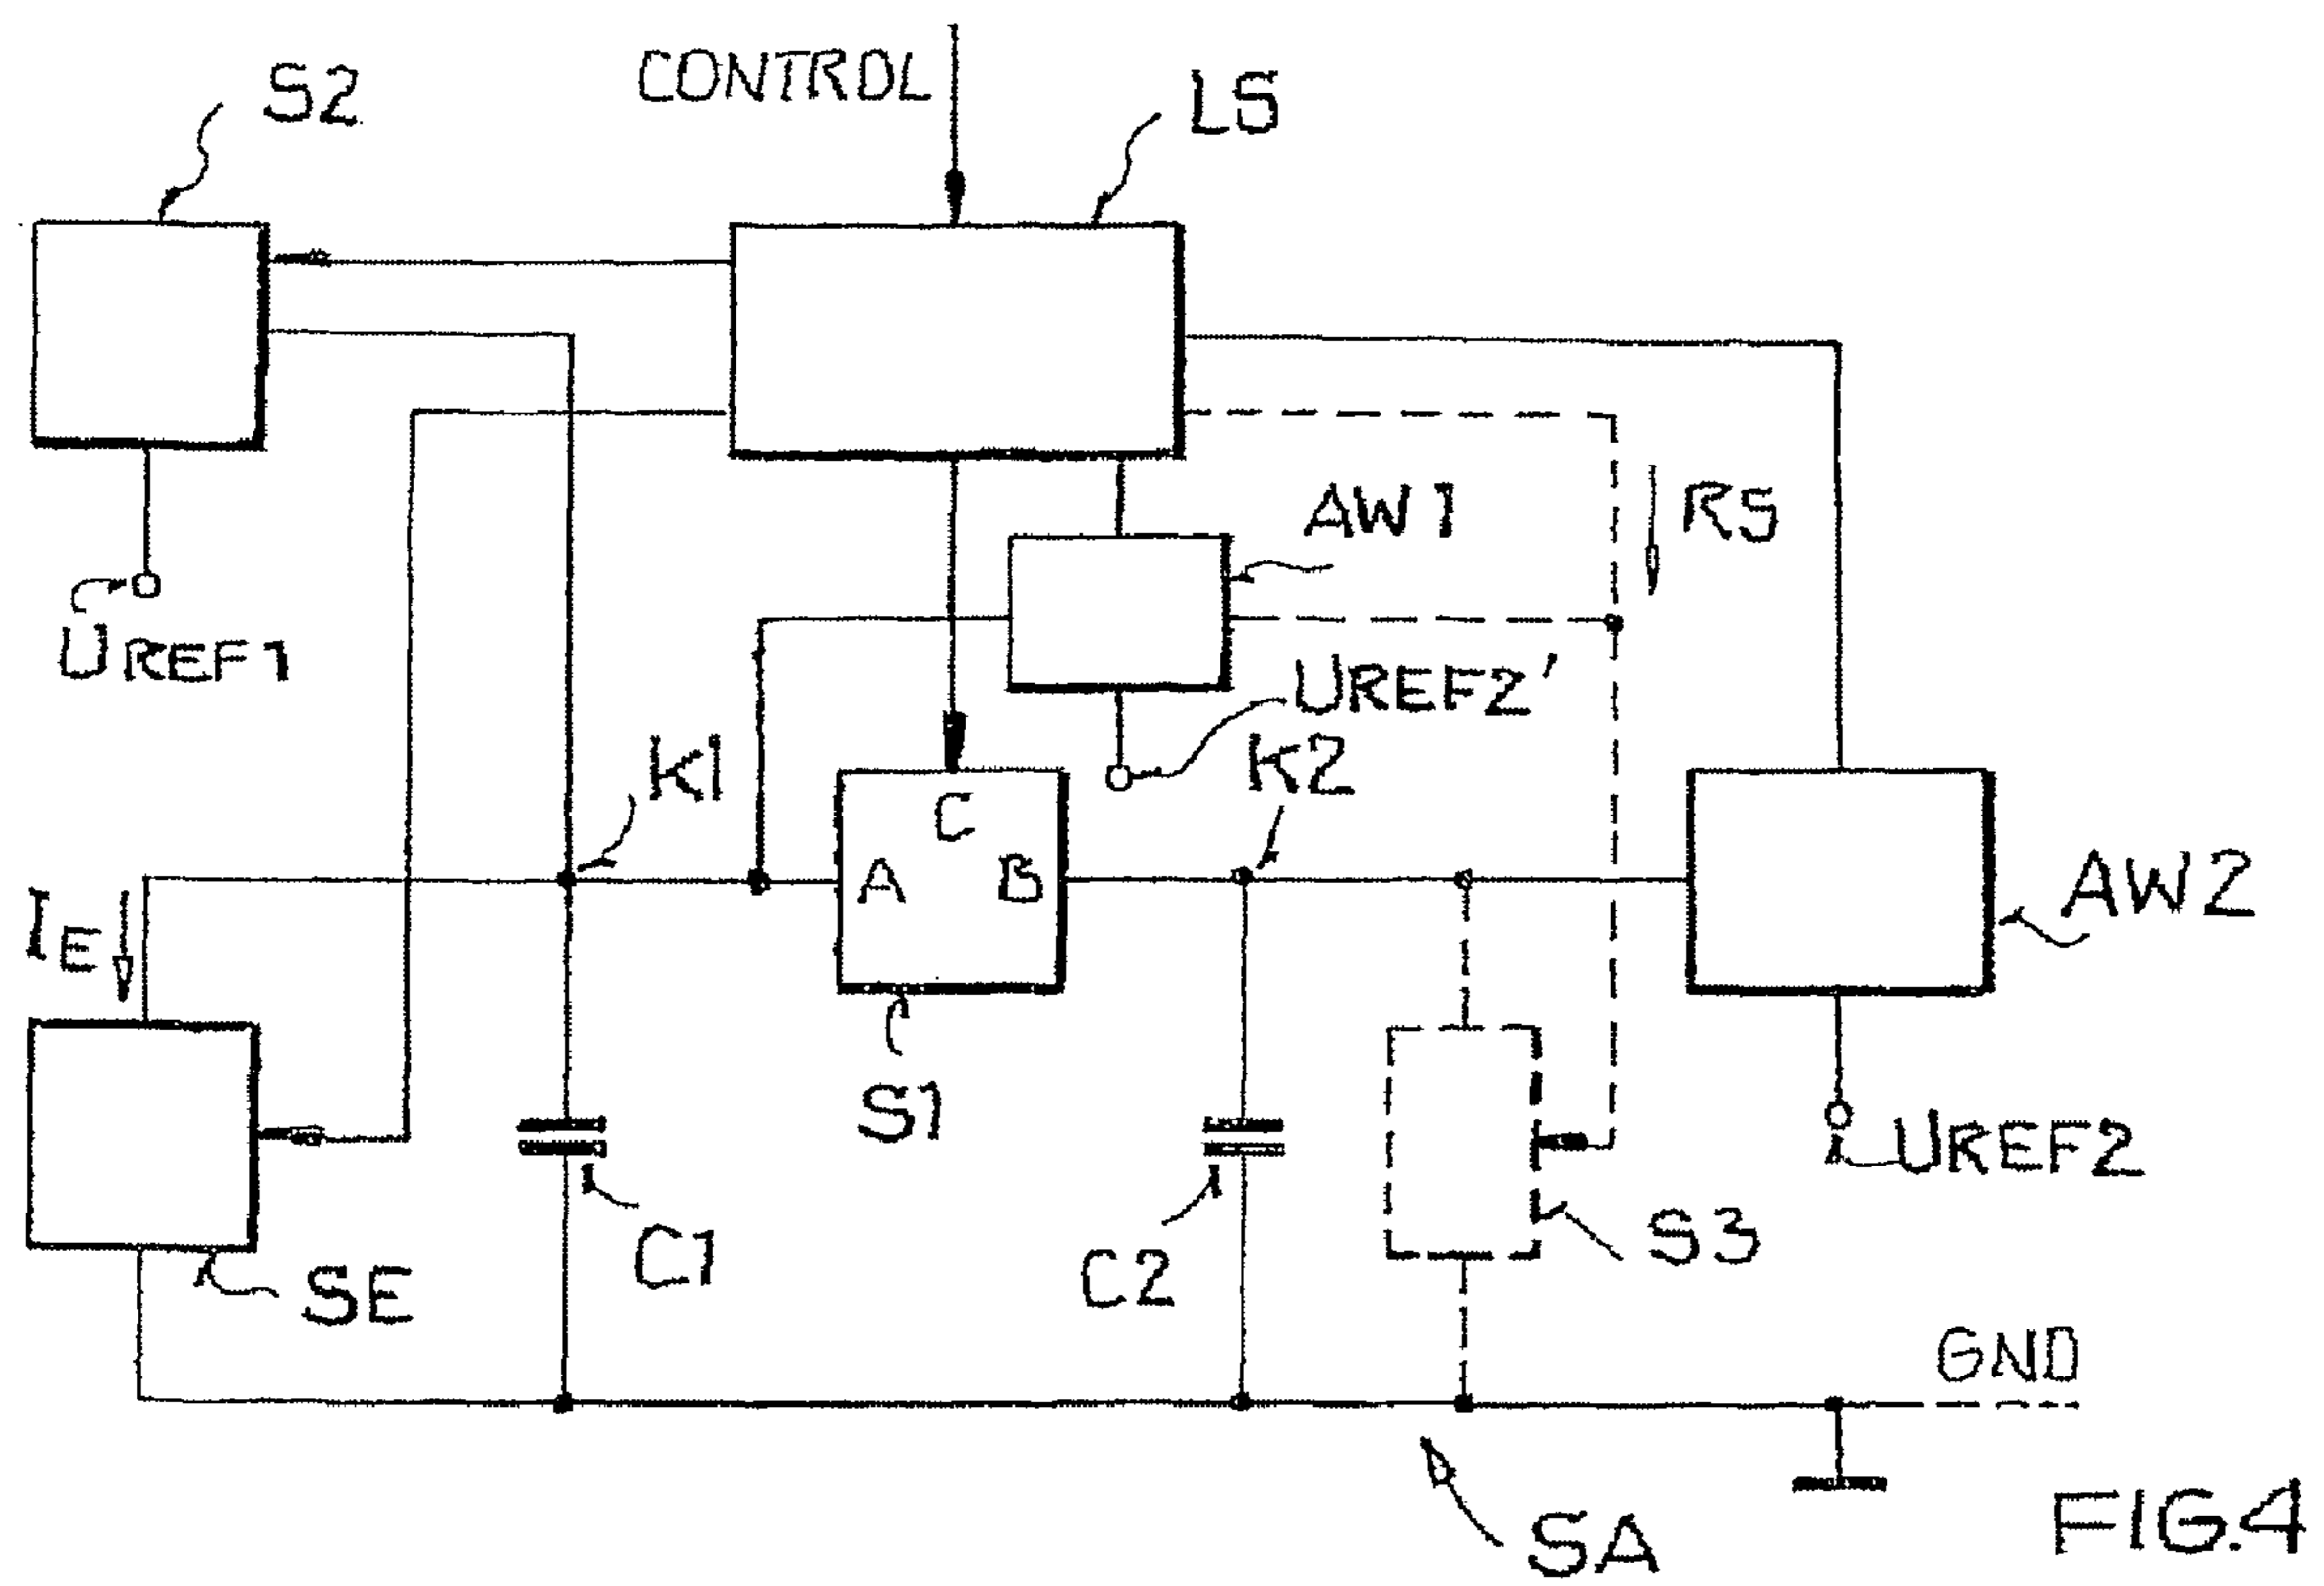 S2
CONTROL
LS
AW1
RS
UREF1
UREF2'
K1
K2
C
A
B
IE
AW2
S1
UREF2
C1
C2
S3
SE
GND
SA
FIG.4